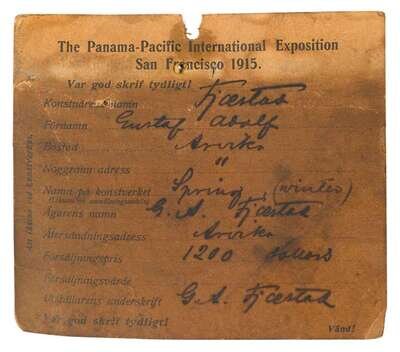 The Panama-Pacific International Exposition
San Francisco 1915.
Var god skrif tydligt!
Konstnärens namn Fjæstad
Förnamn Gustaf Adolf
Bostad Arvika
Noggrann adress "
Namn på konstverket Spring (winter)
Ägarens namn G. A. Fjæstad
Återsändningsadress Arvika
Försäljningspris 1200 Dollars
Försäkringsvärde
Utställarens underskrift G. A. Fjæstad
Var god skrif tydligt! Vänd!